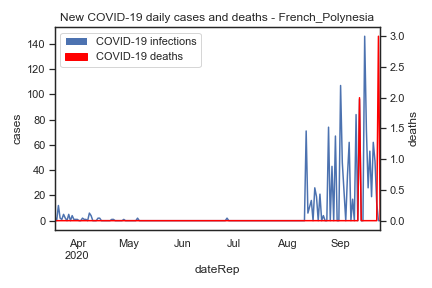 New COVID-19 daily cases and deaths - French_Polynesia
COVID-19 infections
COVID-19 deaths
140
120
100
80
60
40
20
0
cases
3.0
2.5
2.0
1.5
1.0
0.5
0.0
deaths
Apr May Jun Jul Aug Sep
2020
dateRep